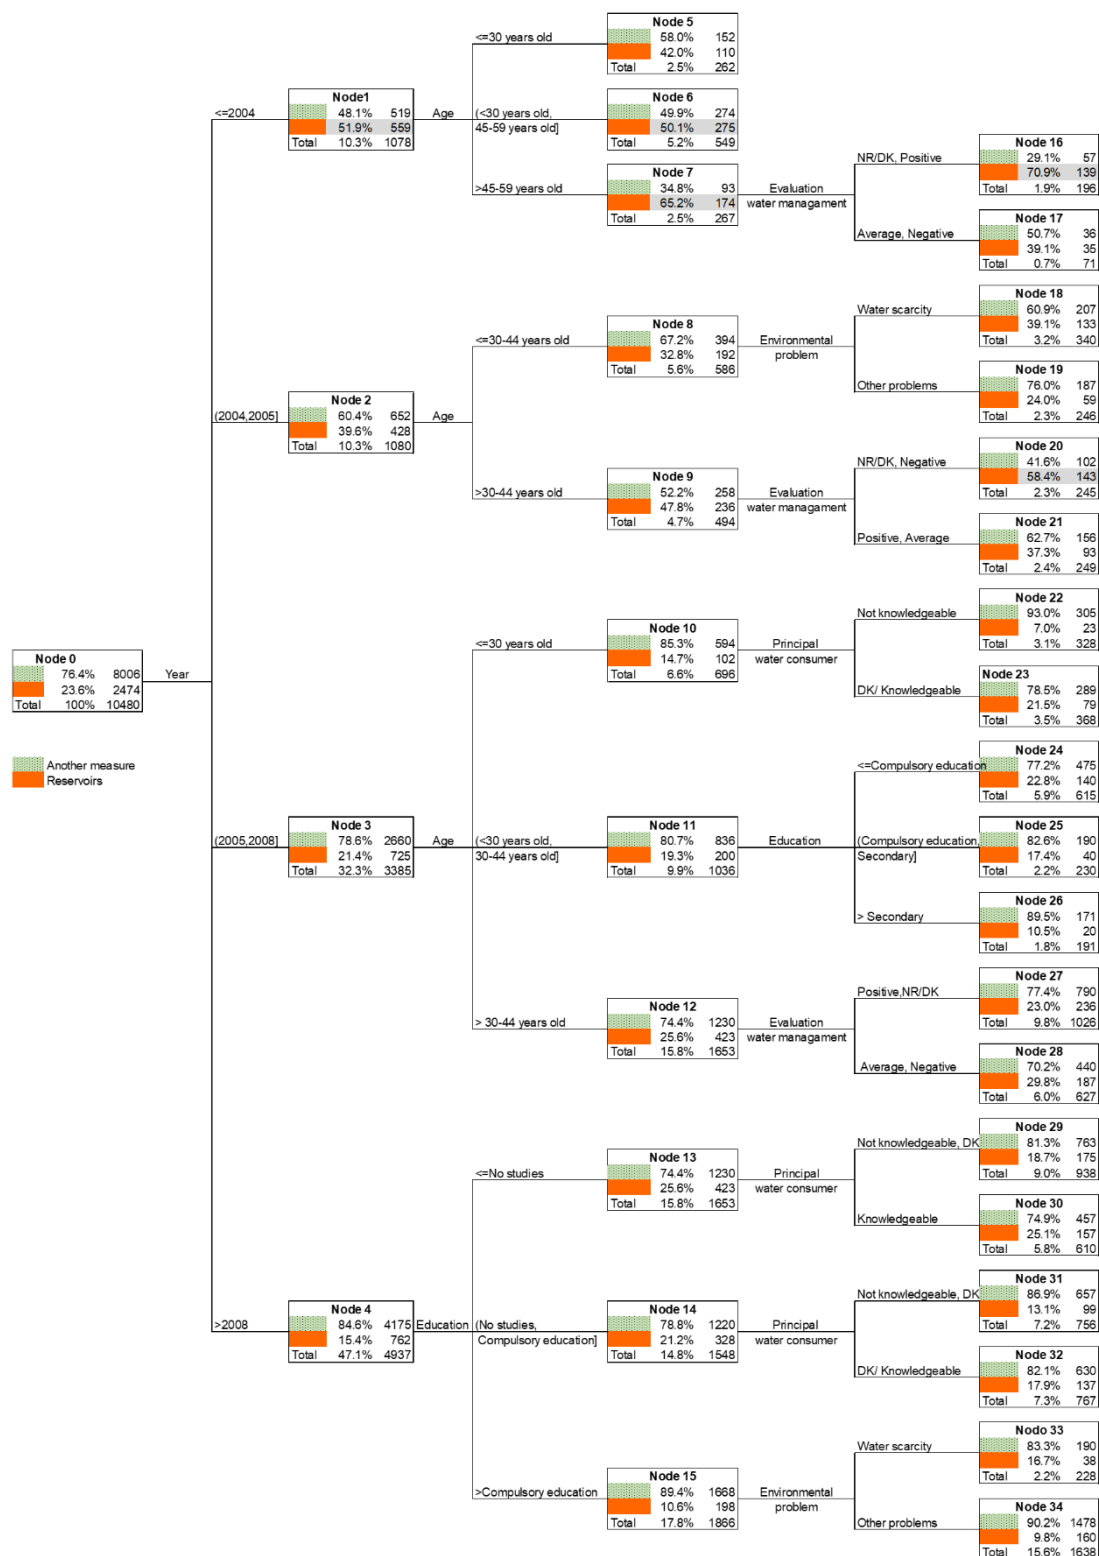 Node 0
76.4% 8006
23.6% 2474
Total 100% 10480
Year
Another measure
Reservoirs
<=2004
Node1
48.1% 519
51.9% 559
Total 10.3% 1078
Age
<=30 years old
Node 5
58.0% 152
42.0% 110
Total 2.5% 262
(<30 years old,
45-59 years old]
Node 6
49.9% 274
50.1% 275
Total 5.2% 549
>45-59 years old
Node 7
34.8% 93
65.2% 174
Total 2.5% 267
Evaluation
water managament
NR/DK, Positive
Node 16
29.1% 57
70.9% 139
Total 1.9% 196
Average, Negative
Node 17
50.7% 36
39.1% 35
Total 0.7% 71
(2004,2005]
Node 2
60.4% 652
39.6% 428
Total 10.3% 1080
Age
<=30-44 years old
Node 8
67.2% 394
32.8% 192
Total 5.6% 586
Environmental
problem
Water scarcity
Node 18
60.9% 207
39.1% 133
Total 3.2% 340
Other problems
Node 19
76.0% 187
24.0% 59
Total 2.3% 246
>30-44 years old
Node 9
52.2% 258
47.8% 236
Total 4.7% 494
Evaluation
water managament
NR/DK, Negative
Node 20
41.6% 102
58.4% 143
Total 2.3% 245
Positive, Average
Node 21
62.7% 156
37.3% 93
Total 2.4% 249
(2005,2008]
Node 3
78.6% 2660
21.4% 725
Total 32.3% 3385
Age
<=30 years old
Node 10
85.3% 594
14.7% 102
Total 6.6% 696
Principal
water consumer
Not knowledgeable
Node 22
93.0% 305
7.0% 23
Total 3.1% 328
DK/ Knowledgeable
Node 23
78.5% 289
21.5% 79
Total 3.5% 368
(<30 years old,
30-44 years old]
Node 11
80.7% 836
19.3% 200
Total 9.9% 1036
Education
<=Compulsory education
Node 24
77.2% 475
22.8% 140
Total 5.9% 615
(Compulsory education,
Secondary]
Node 25
82.6% 190
17.4% 40
Total 2.2% 230
> Secondary
Node 26
89.5% 171
10.5% 20
Total 1.8% 191
> 30-44 years old
Node 12
74.4% 1230
25.6% 423
Total 15.8% 1653
Evaluation
water managament
Positive,NR/DK
Node 27
77.4% 790
23.0% 236
Total 9.8% 1026
Average, Negative
Node 28
70.2% 440
29.8% 187
Total 6.0% 627
>2008
Node 4
84.6% 4175
15.4% 762
Total 47.1% 4937
Education
<=No studies
Node 13
74.4% 1230
25.6% 423
Total 15.8% 1653
Principal
water consumer
Not knowledgeable, DK
Node 29
81.3% 763
18.7% 175
Total 9.0% 938
Knowledgeable
Node 30
74.9% 457
25.1% 157
Total 5.8% 610
(No studies,
Compulsory education]
Node 14
78.8% 1220
21.2% 328
Total 14.8% 1548
Principal
water consumer
Not knowledgeable, DK
Node 31
86.9% 657
13.1% 99
Total 7.2% 756
DK/ Knowledgeable
Node 32
82.1% 630
17.9% 137
Total 7.3% 767
>Compulsory education
Node 15
89.4% 1668
10.6% 198
Total 17.8% 1866
Environmental
problem
Water scarcity
Nodo 33
83.3% 190
16.7% 38
Total 2.2% 228
Other problems
Node 34
90.2% 1478
9.8% 160
Total 15.6% 1638